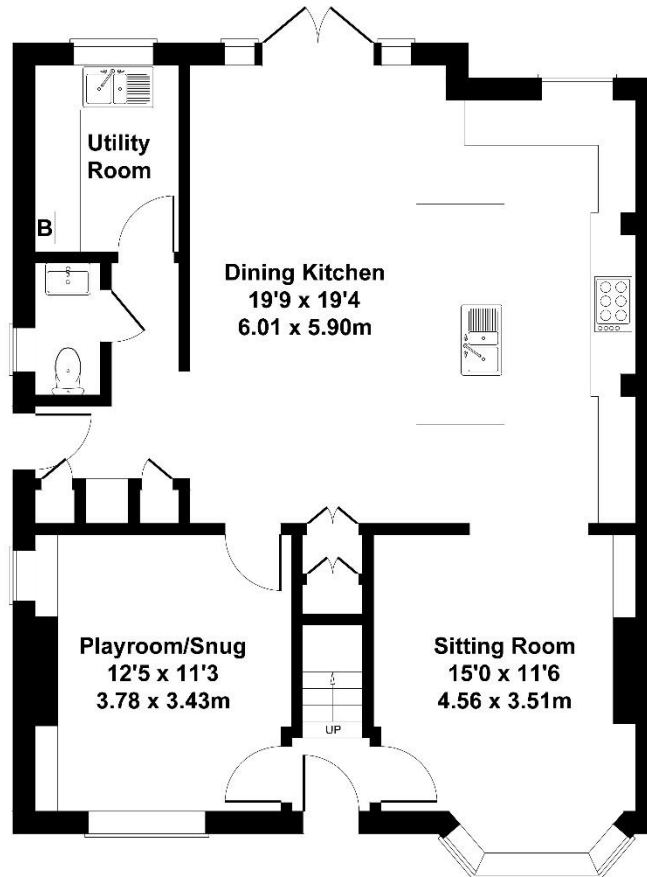 Utility
Room
B
Dining Kitchen
19'9 x 19'4
6.01 x 5.90m
Playroom/Snug
12'5 x 11'3
3.78 x 3.43m
Sitting Room
15'0 x 11'6
4.56 x 3.51m
UP